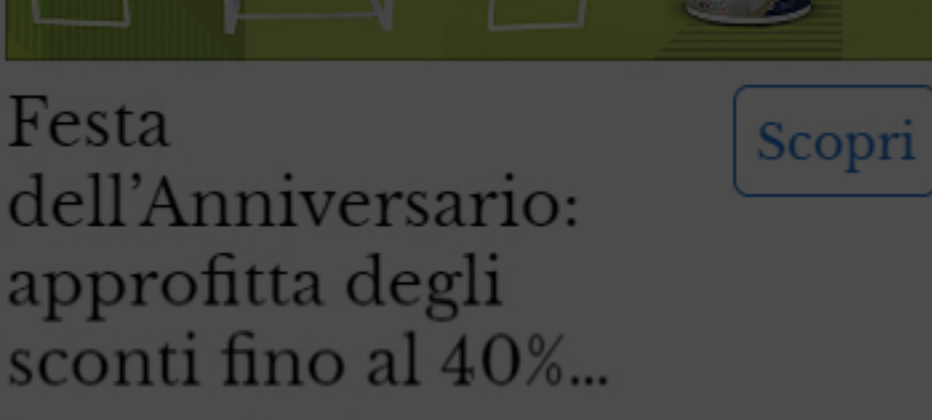 Festa
dell’Anniversario:
approfitta degli
sconti fino al 40%...
Scopri